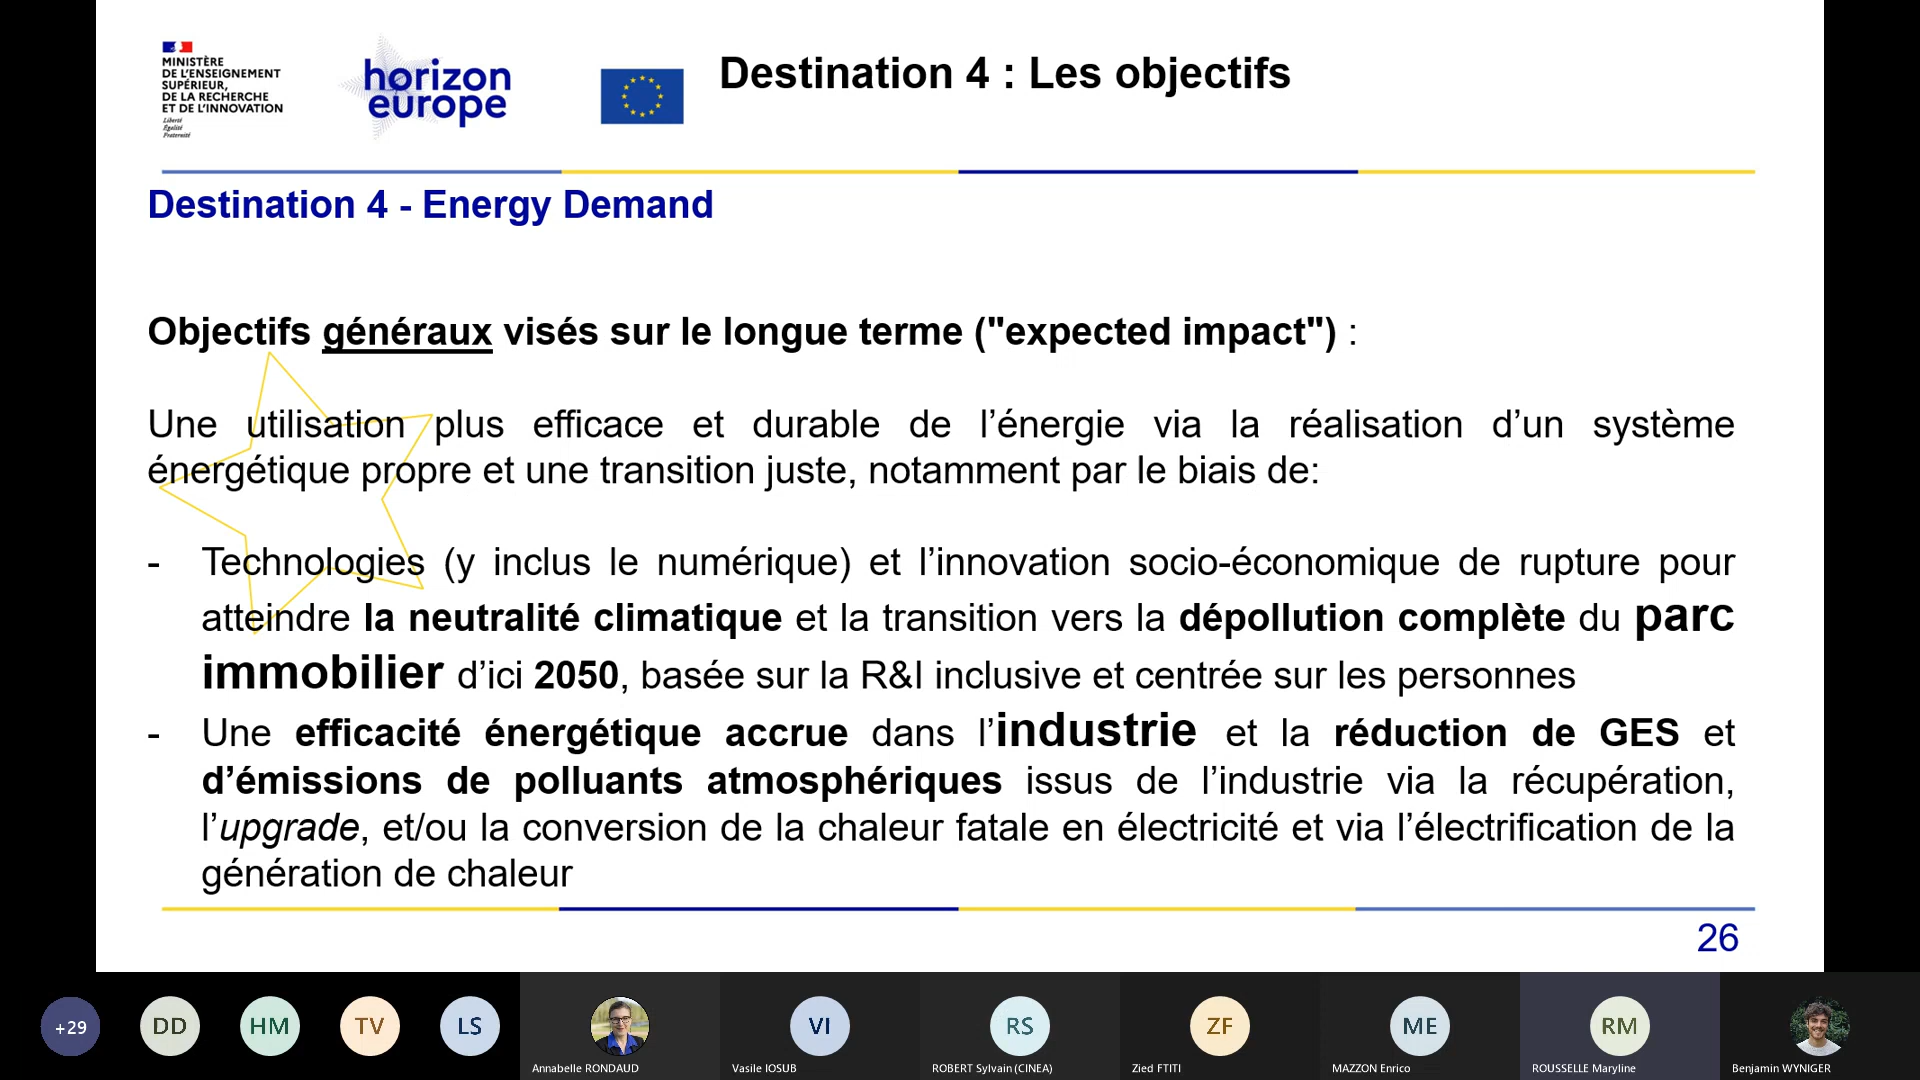 MINISTÈRE
DE L'ENSEIGNEMENT
SUPÉRIEUR,
DE LA RECHERCHE
ET DE L'INNOVATION
Liberté
Égalité
Fraternité
horizon
europe
Destination 4 : Les objectifs
Destination 4 - Energy Demand
Objectifs généraux visés sur le longue terme ("expected impact") :
Une utilisation plus efficace et durable de l’énergie via la réalisation d’un système
énergétique propre et une transition juste, notamment par le biais de:
- Technologies (y inclus le numérique) et l’innovation socio-économique de rupture pour
atteindre la neutralité climatique et la transition vers la dépollution complète du parc
immobilier d’ici 2050, basée sur la R&I inclusive et centrée sur les personnes
- Une efficacité énergétique accrue dans l’industrie et la réduction de GES et
d’émissions de polluants atmosphériques issus de l’industrie via la récupération,
l’upgrade, et/ou la conversion de la chaleur fatale en électricité et via l’électrification de la
génération de chaleur
26
+29
DD
HM
TV
LS
VI
RS
ZF
ME
RM
Annabelle RONDAUD
Vasile IOSUB
ROBERT Sylvain (CINEA)
Zied FTITI
MAZZON Enrico
ROUSSELLE Maryline
Benjamin WYNIGER